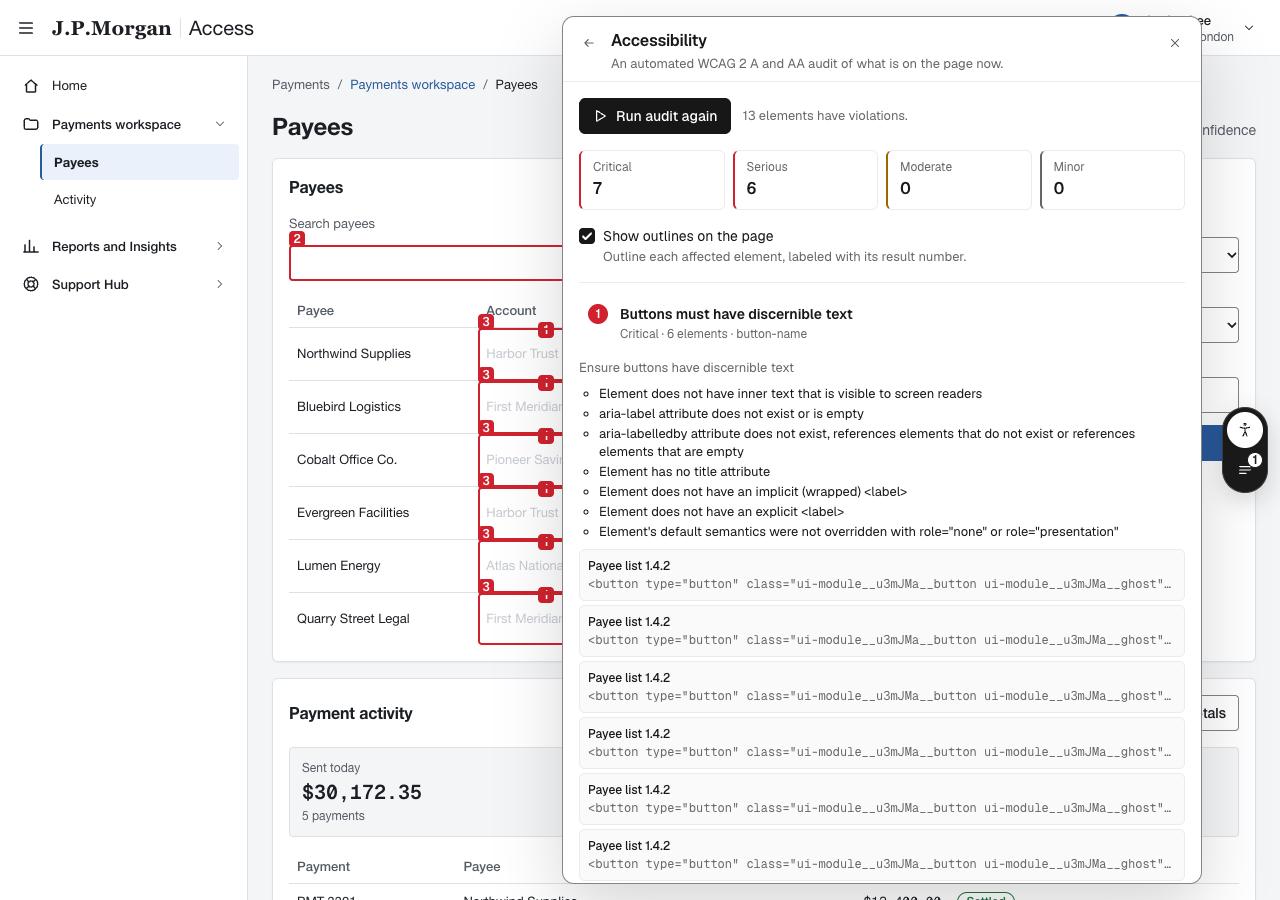 J.P.Morgan Access
London
Home
Payments workspace
Payees
Activity
Reports and Insights
Support Hub
Payments / Payments workspace / Payees
Payees
Payees
Search payees
2
Payee Account
3
1
Northwind Supplies Harbor Trust
3
Bluebird Logistics First Meridian
3
Cobalt Office Co. Pioneer
3
Evergreen Facilities Harbor Trust
3
Lumen Energy Atlas National
3
Quarry Street Legal First Meridian
Payment activity
Sent today
$30,172.35
5 payments
Payment Payee
Northwind Supplies
Settled
Accessibility
An automated WCAG 2 A and AA audit of what is on the page now.
Run audit again 13 elements have violations.
Critical
7
Serious
6
Moderate
0
Minor
0
Show outlines on the page
Outline each affected element, labeled with its result number.
1 Buttons must have discernible text
Critical · 6 elements · button-name
Ensure buttons have discernible text
Element does not have inner text that is visible to screen readers
aria-label attribute does not exist or is empty
aria-labelledby attribute does not exist, references elements that do not exist or references
elements that are empty
Element has no title attribute
Element does not have an implicit (wrapped) <label>
Element does not have an explicit <label>
Element's default semantics were not overridden with role="none" or role="presentation"
Payee list 1.4.2
<button type="button" class="ui-module__u3mJMa__button ui-module__u3mJMa__ghost"…
Payee list 1.4.2
<button type="button" class="ui-module__u3mJMa__button ui-module__u3mJMa__ghost"…
Payee list 1.4.2
<button type="button" class="ui-module__u3mJMa__button ui-module__u3mJMa__ghost"…
Payee list 1.4.2
<button type="button" class="ui-module__u3mJMa__button ui-module__u3mJMa__ghost"…
Payee list 1.4.2
<button type="button" class="ui-module__u3mJMa__button ui-module__u3mJMa__ghost"…
Payee list 1.4.2
<button type="button" class="ui-module__u3mJMa__button ui-module__u3mJMa__ghost"…
1